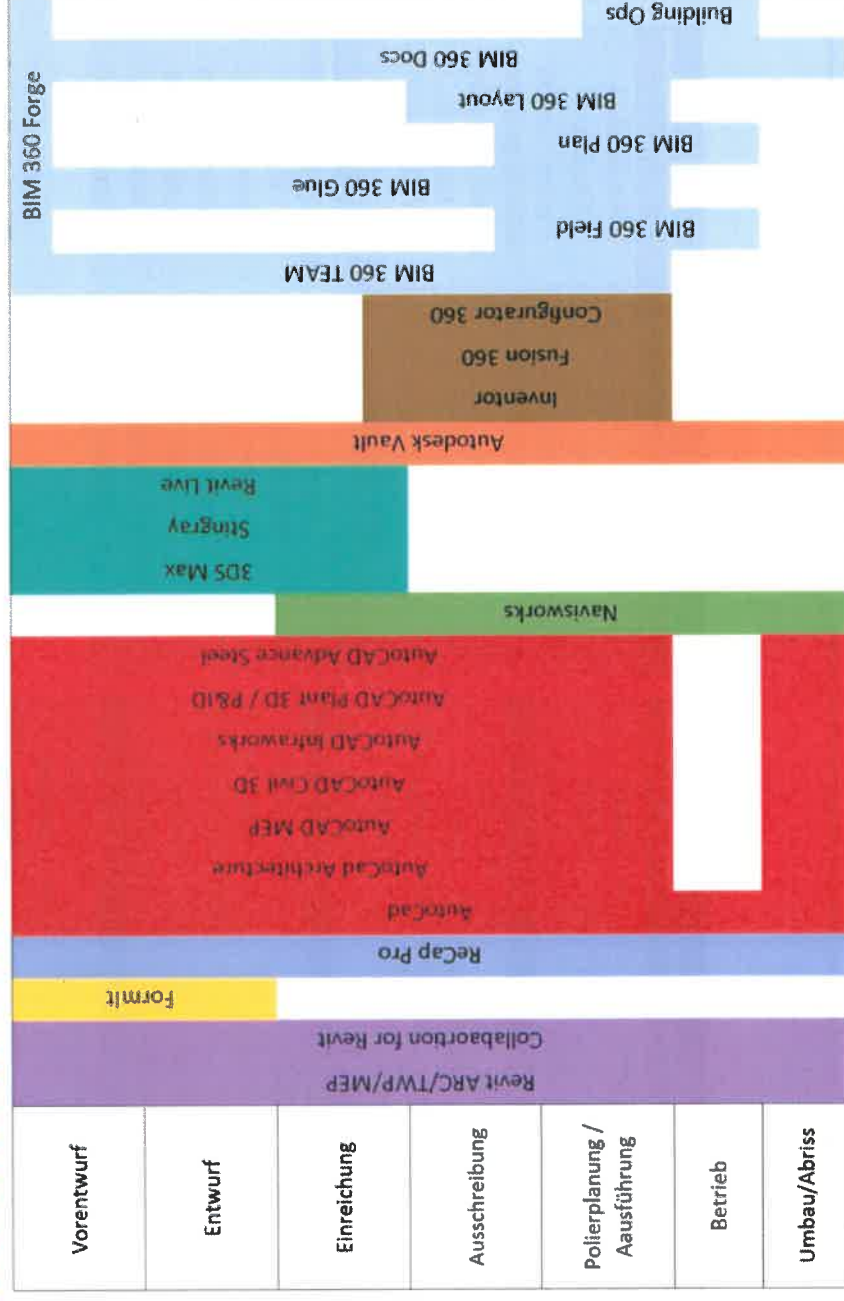 Vorentwurf
Entwurf
Einreichung
Ausschreibung
Polierplanung /
Aausführung
Betrieb
Umbau/Abriss
Revit ARC/TWP/MEP
Collabaortion for Revit
FormIt
ReCap Pro
AutoCad
AutoCad Architecture
AutoCAD MEP
AutoCAD Civil 3D
AutoCAD Infraworks
AutoCAD Plant 3D / P&ID
AutoCAD Advance Steel
Navisworks
3DS Max
Stingray
Revit Live
Autodesk Vault
Inventor
Fusion 360
Configurator 360
BIM 360 TEAM
BIM 360 Field
BIM 360 Glue
BIM 360 Plan
BIM 360 Layout
BIM 360 Docs
Building Ops
BIM 360 Forge